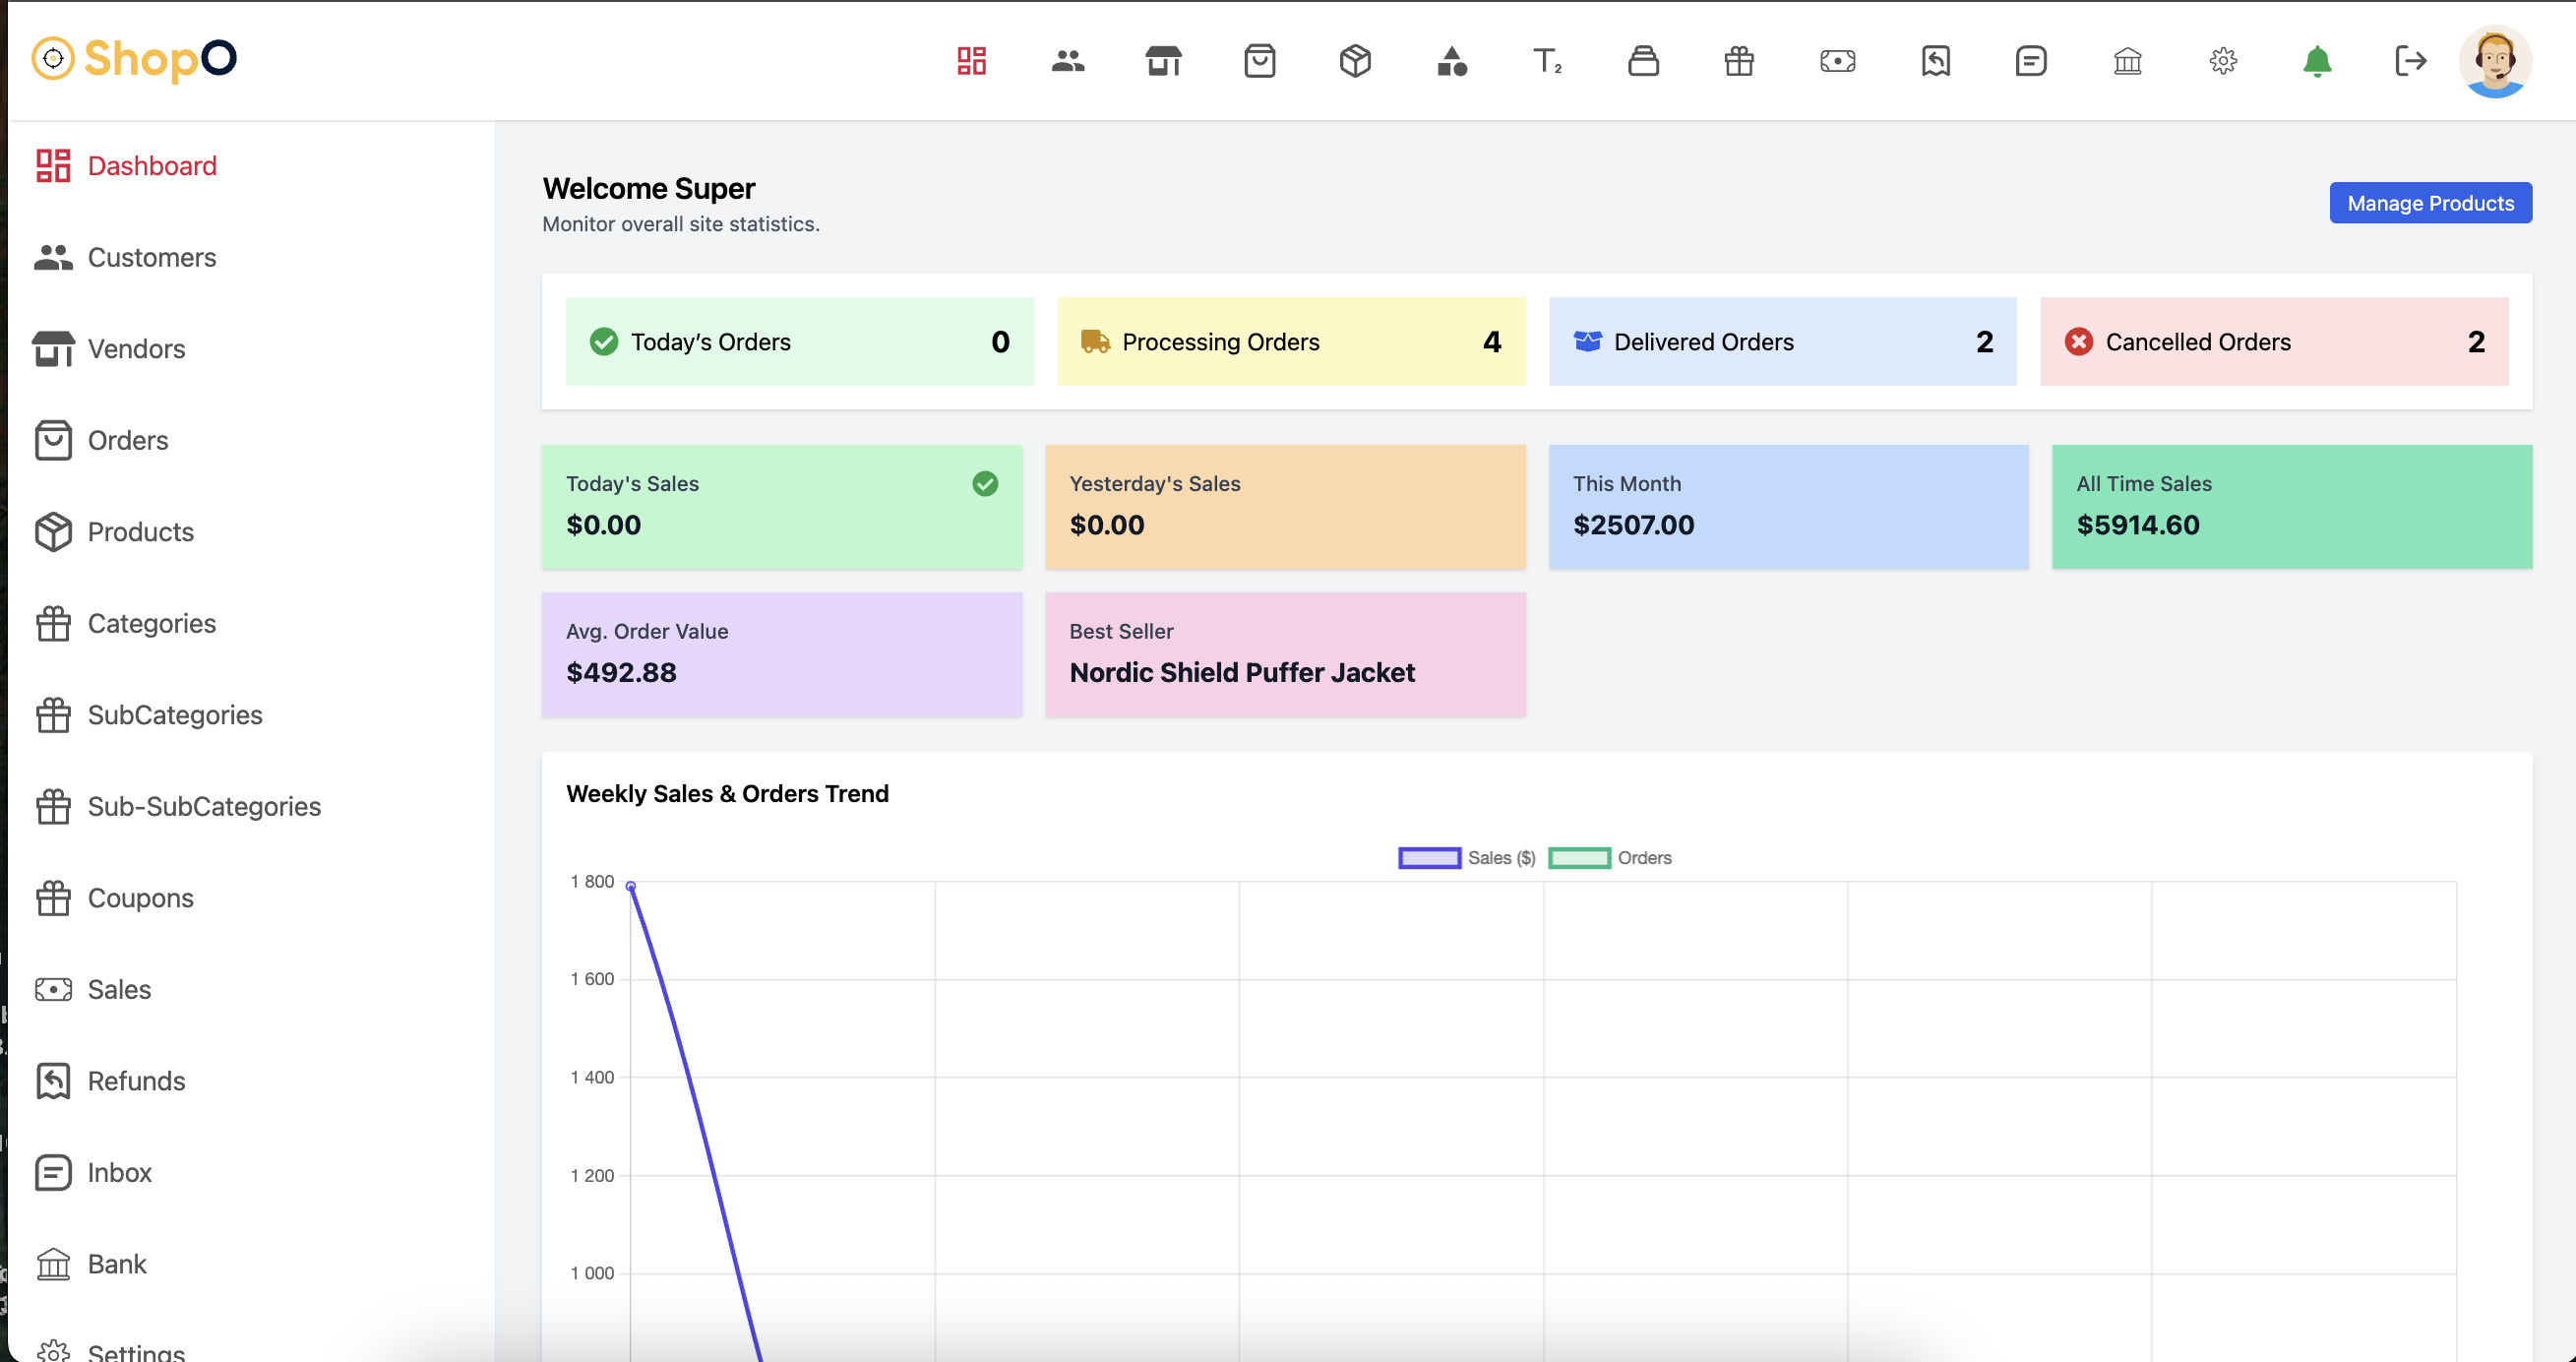 ShopO
Dashboard
Customers
Vendors
Orders
Products
Categories
SubCategories
Sub-SubCategories
Coupons
Sales
Refunds
Inbox
Bank
Settings
Welcome Super
Monitor overall site statistics.
Manage Products
Today's Orders 0
Processing Orders 4
Delivered Orders 2
Cancelled Orders 2
Today's Sales
$0.00
Yesterday's Sales
$0.00
This Month
$2507.00
All Time Sales
$5914.60
Avg. Order Value
$492.88
Best Seller
Nordic Shield Puffer Jacket
Weekly Sales & Orders Trend
Sales ($) Orders
1 800
1 600
1 400
1 200
1 000